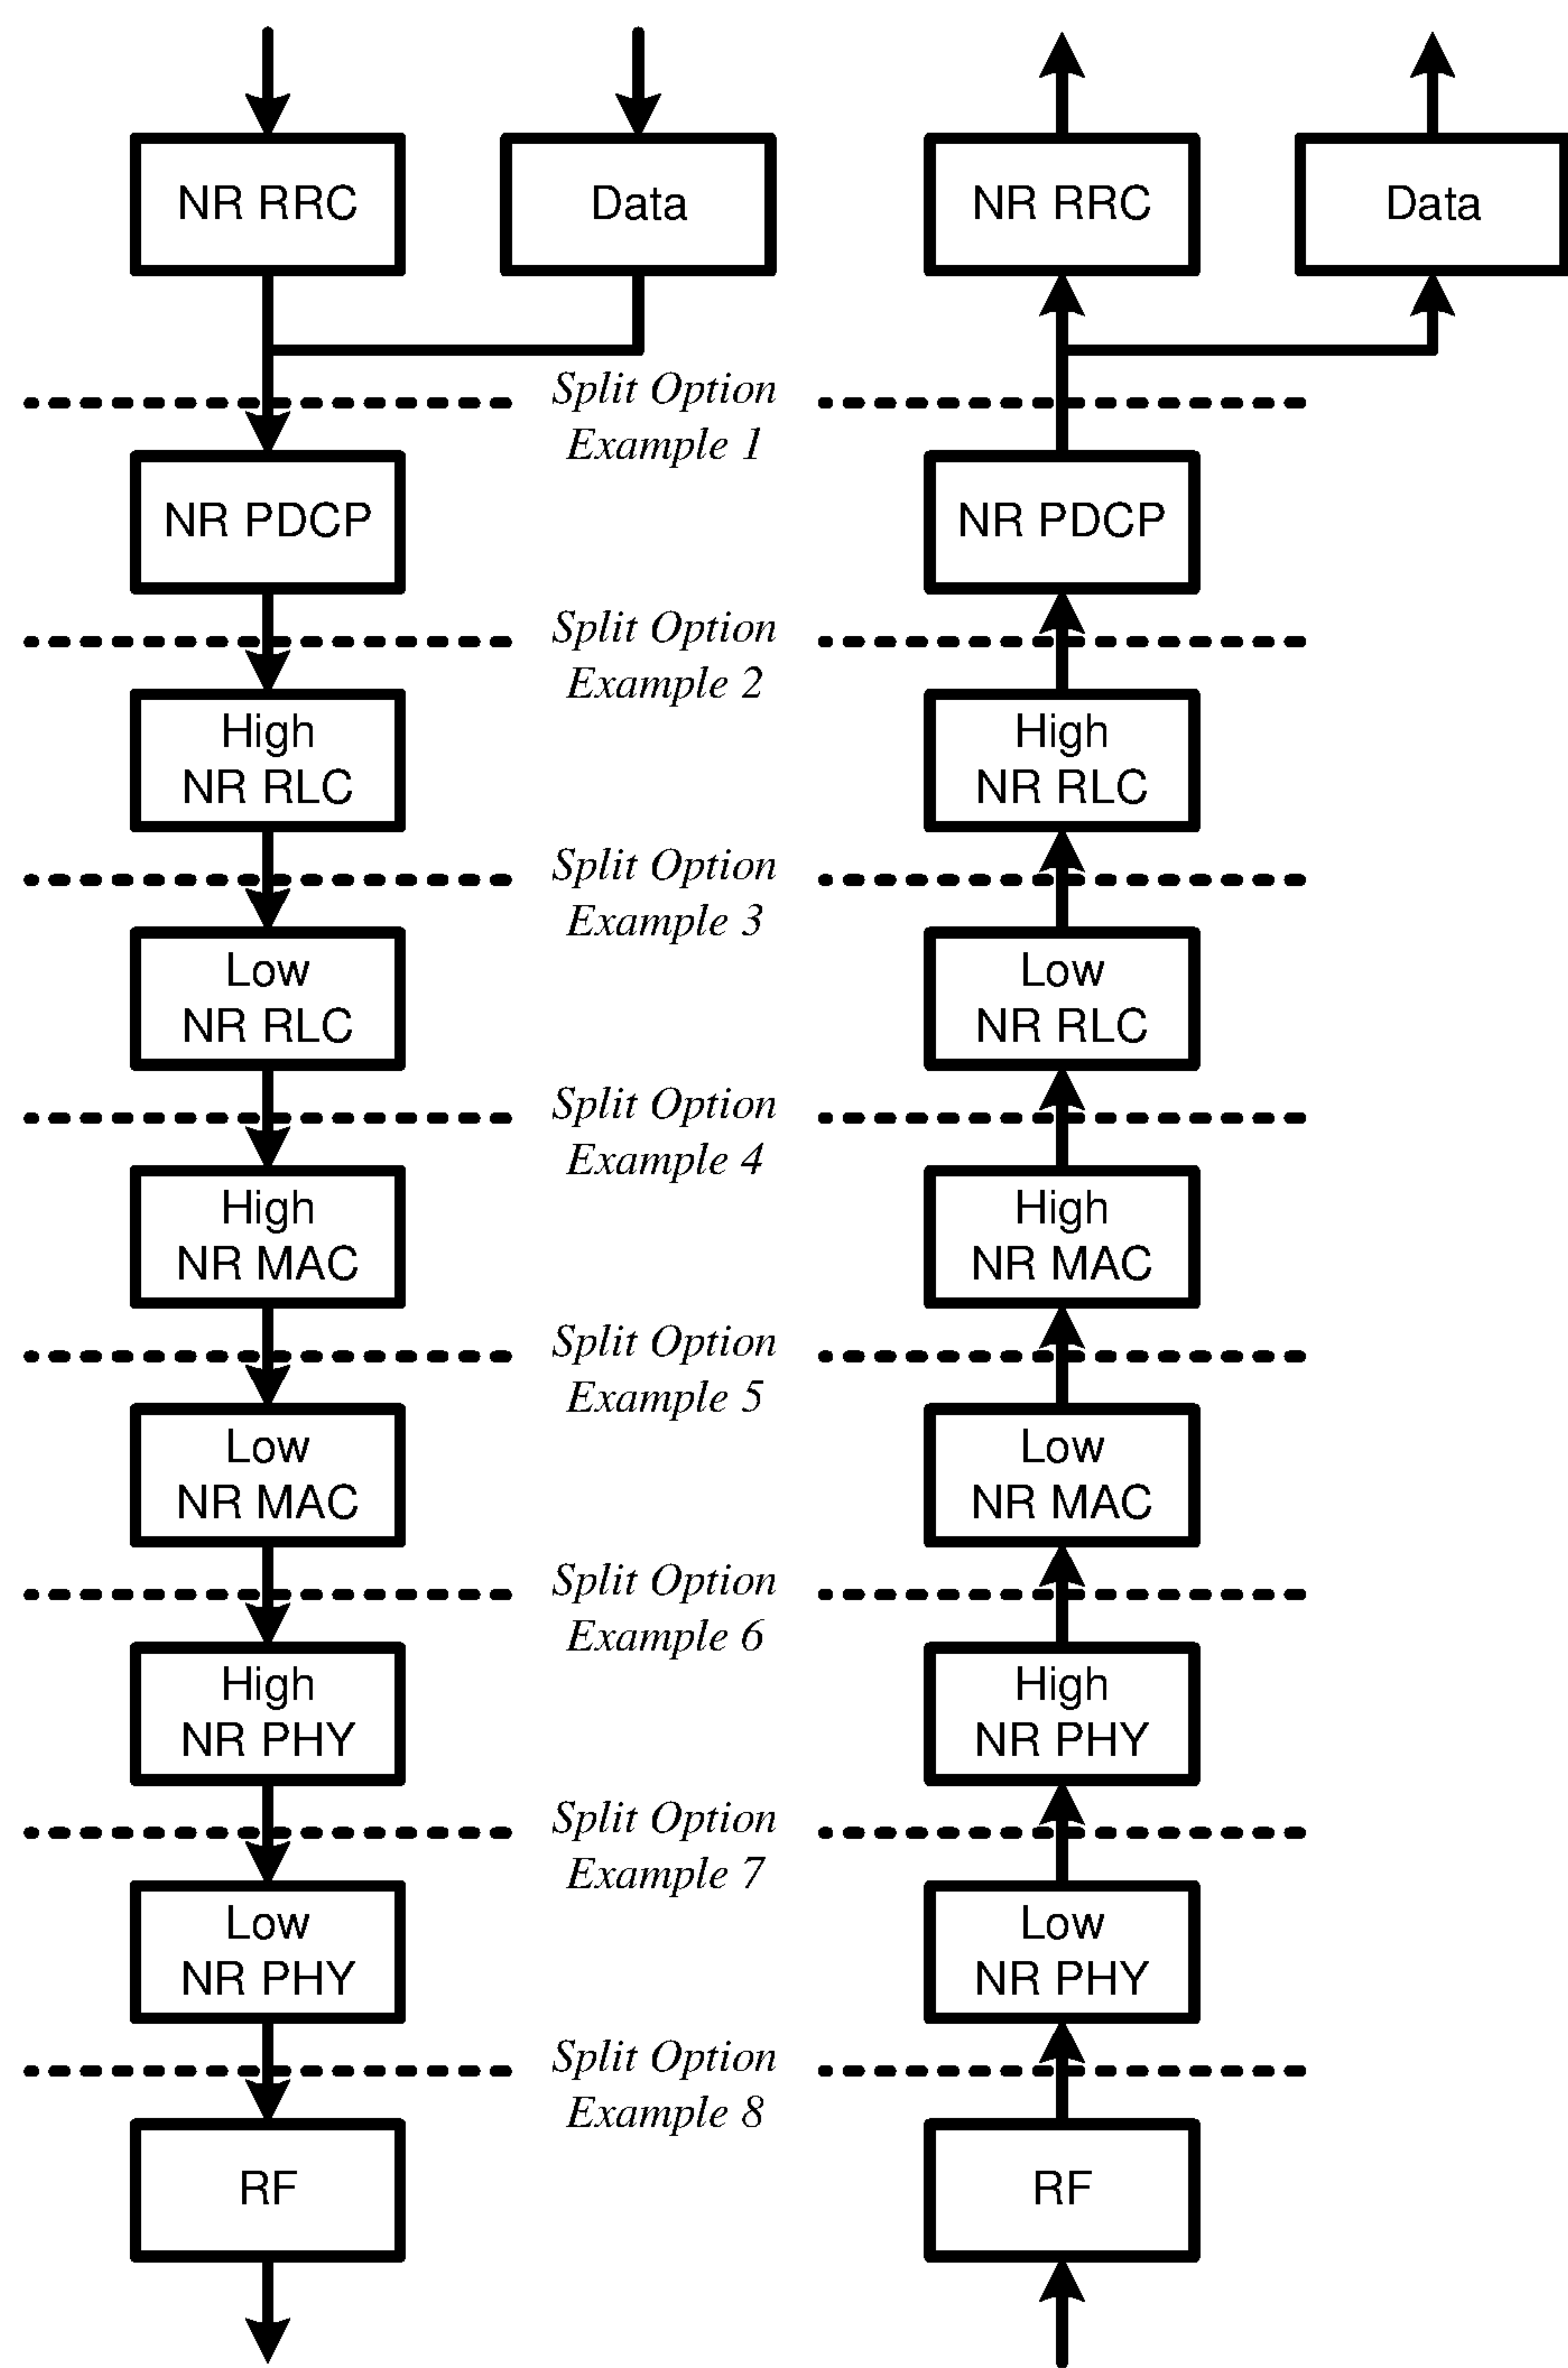 NR RRC
Data
NR RRC
Data
Split Option
Example 1
NR PDCP
NR PDCP
Split Option
Example 2
High
NR RLC
High
NR RLC
Split Option
Example 3
Low
NR RLC
Low
NR RLC
Split Option
Example 4
High
NR MAC
High
NR MAC
Split Option
Example 5
Low
NR MAC
Low
NR MAC
Split Option
Example 6
High
NR PHY
High
NR PHY
Split Option
Example 7
Low
NR PHY
Low
NR PHY
Split Option
Example 8
RF
RF